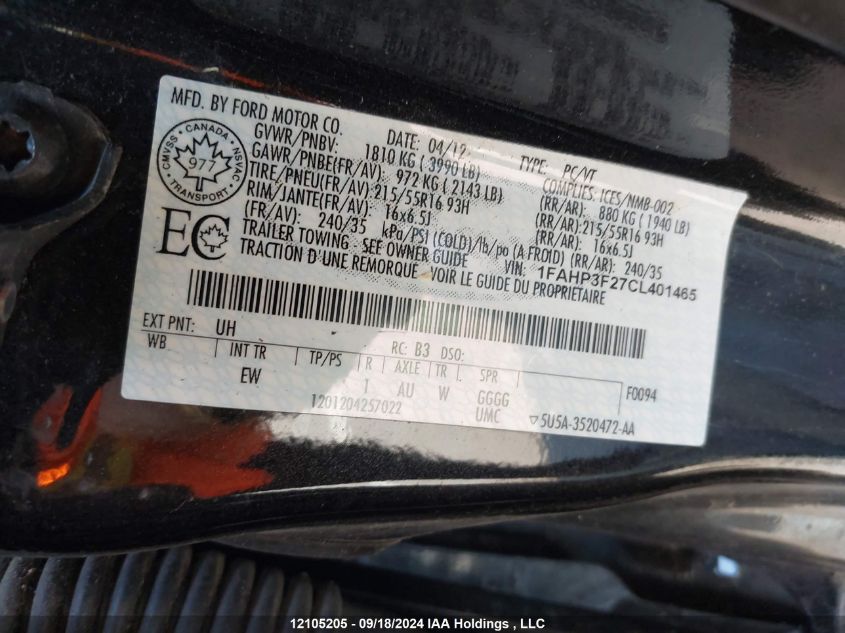 MFD. BY FORD MOTOR CO.
DATE: 04/12
TYPE: PC/VT
GVWR/PNBV: 1810 KG ( 3990 LB)
COMPLIES: ICES/NMB-002
GAWR/PNBE(FR/AV): 972 KG ( 2143 LB)
(RR/AR): 880 KG ( 1940 LB)
TIRE/PNEU(FR/AV):215/55R16 93H
(RR/AR):215/55R16 93H
RIM/JANTE(FR/AV): 16x6.5J
(RR/AR): 16x6.5J
(FR/AV): 240/35 kPa/PSI (COLD)/lb/po (A FROID) (RR/AR): 240/35
TRAILER TOWING - SEE OWNER GUIDE
VIN: 1FAHP3F27CL401465
TRACTION D'UNE REMORQUE - VOIR LE GUIDE DU PROPRIÉTAIRE
CMVSS · CANADA · NSVAC
977
TRANSPORT
EC
EXT PNT: UH
RC: B3 DSO:
WB
INT TR
TP/PS
R
AXLE
TR
SPR
F0094
EW
1
AU
W
GGGG
1201204257022
UMC
▽5U5A-3520472-AA
12105205 - 09/18/2024 IAA Holdings , LLC